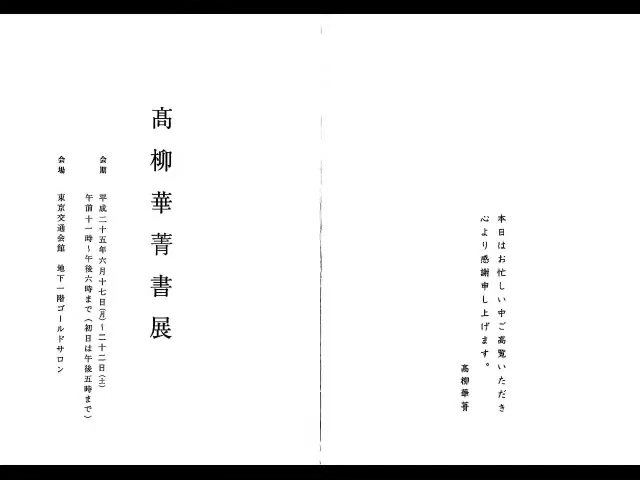 本日はお忙しい中ご高覧いただき
心より感謝申し上げます。
髙柳華菁
髙柳華菁書展
会期 平成二十五年六月十七日(月)～二十二日(土)
午前十一時～午後六時まで(初日は午後五時まで)
会場 東京交通会館 地下一階ゴールドサロン